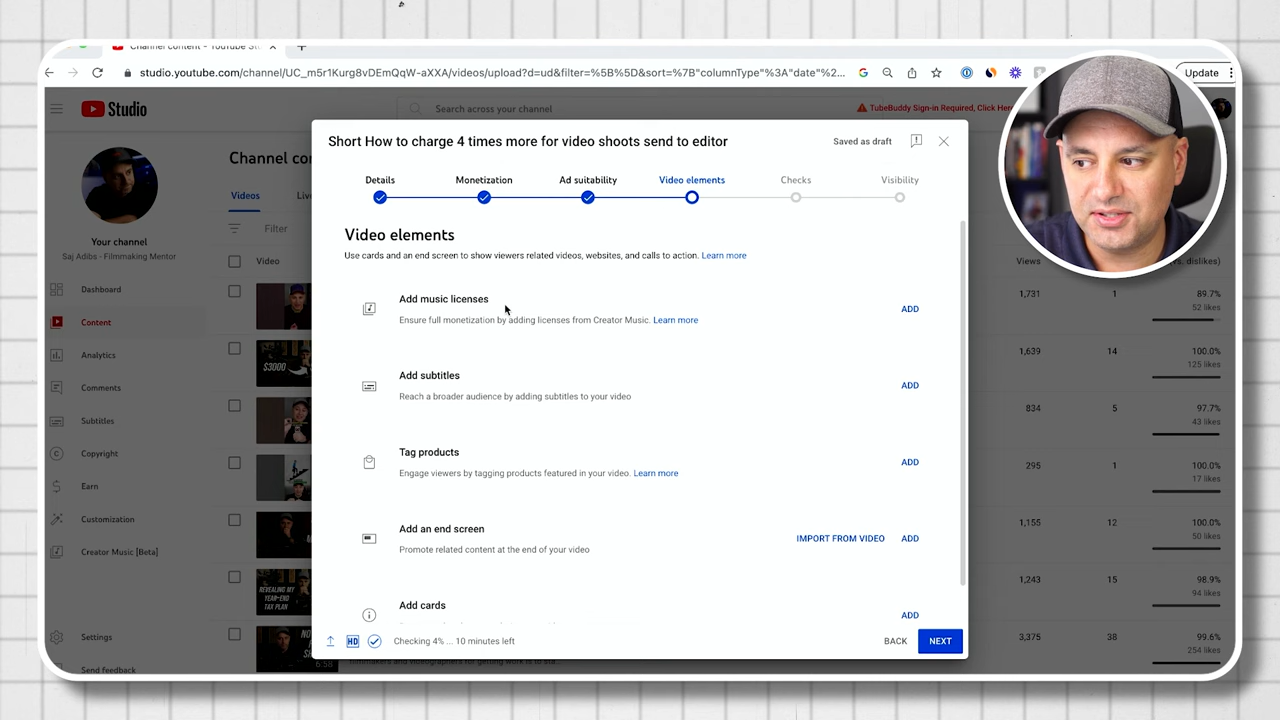 Channel content - YouTube St
studio.youtube.com/channel/UC_m5r1Kurg8vDEmQqW-aXXA/videos/upload?d=ud&filter=%5B%5D&sort=%7B"columnType"%3A"date"%2...
Update
Studio
Search across your channel
TubeBuddy Sign-in Required, Click Her
Your channel
Saj Adibs - Filmmaking Mentor
Dashboard
Content
Analytics
Comments
Subtitles
Copyright
Earn
Customization
Creator Music [Beta]
Settings
Send feedback
Channel co
Videos
Liv
Filter
Video
$3000
REVEALING MY
YEAR-END
TAX PLAN
NO
6:58
Short How to charge 4 times more for video shoots send to editor
Saved as draft
Details
Monetization
Ad suitability
Video elements
Checks
Visibility
Video elements
Use cards and an end screen to show viewers related videos, websites, and calls to action. Learn more
Add music licenses
Ensure full monetization by adding licenses from Creator Music. Learn more
ADD
Add subtitles
Reach a broader audience by adding subtitles to your video
ADD
Tag products
Engage viewers by tagging products featured in your video. Learn more
ADD
Add an end screen
Promote related content at the end of your video
IMPORT FROM VIDEO
ADD
Add cards
ADD
HD
Checking 4% ... 10 minutes left
BACK
NEXT
Views
s. dislikes)
1,731 1 89.7%
52 likes
1,639 14 100.0%
125 likes
834 5 97.7%
43 likes
295 1 100.0%
17 likes
1,155 12 100.0%
50 likes
1,243 15 98.9%
94 likes
3,375 38 99.6%
254 likes